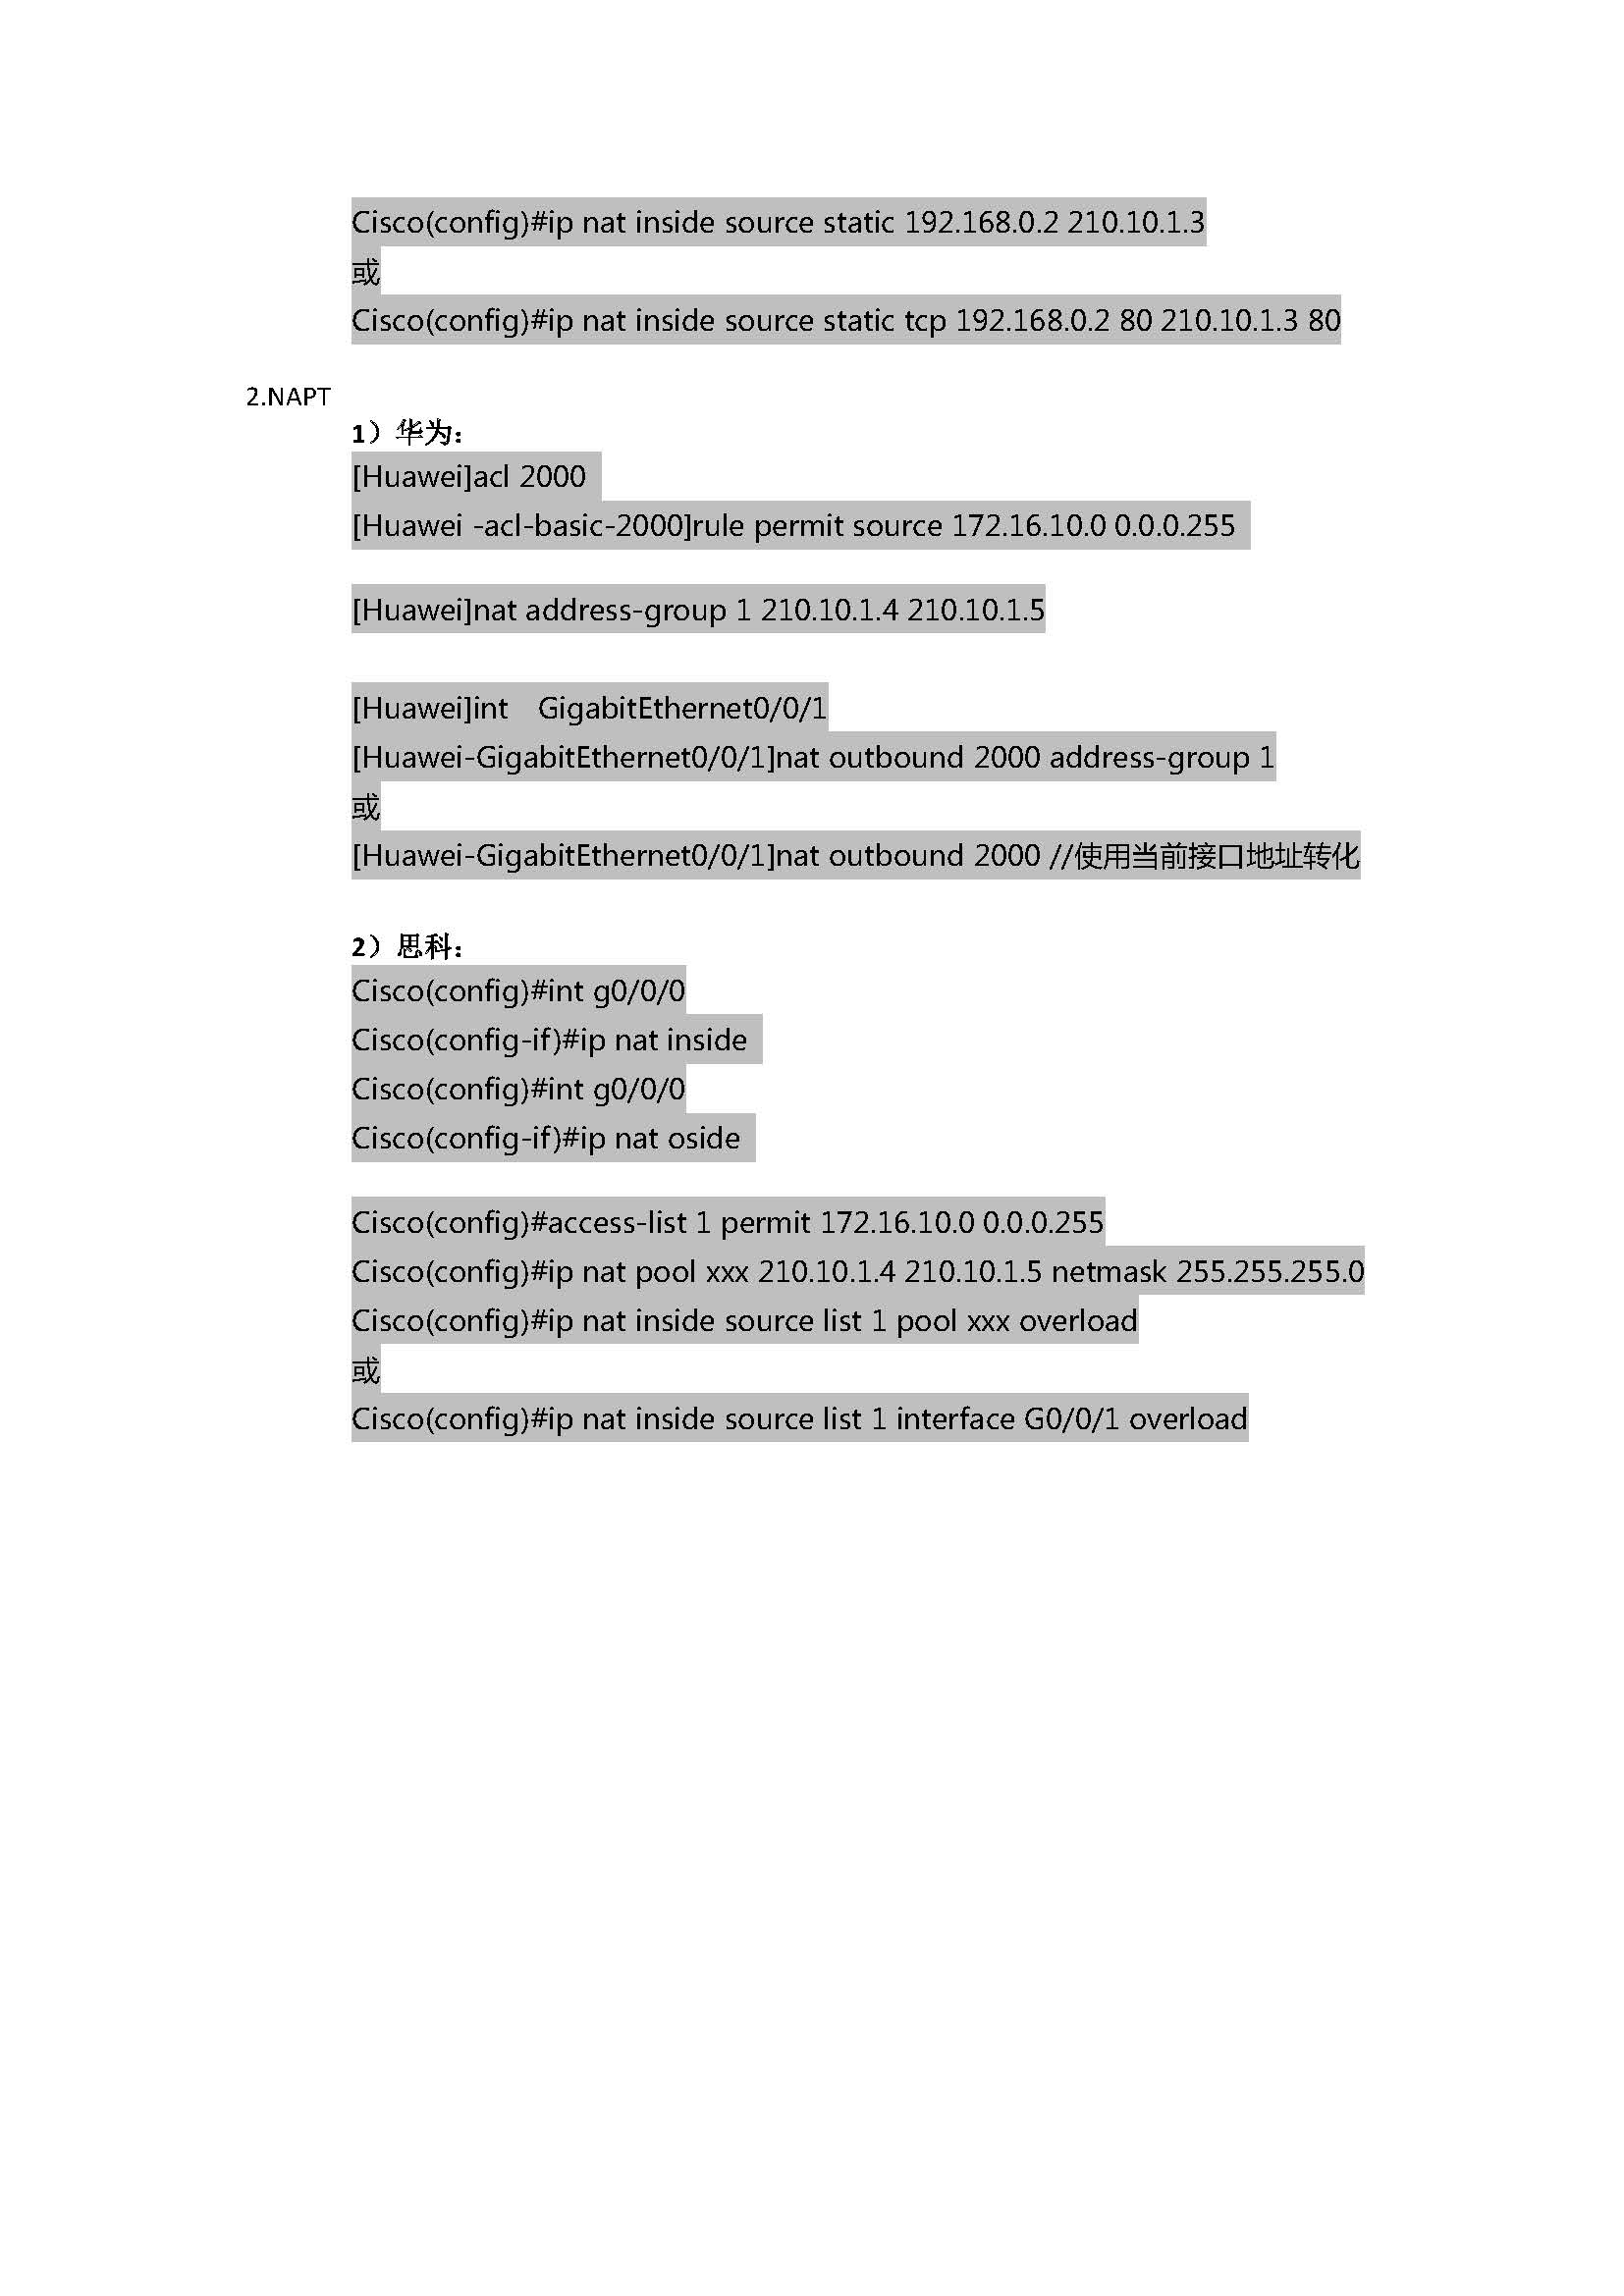 Cisco(config)#ip nat inside source static 192.168.0.2 210.10.1.3
或
Cisco(config)#ip nat inside source static tcp 192.168.0.2 80 210.10.1.3 80
2.NAPT
1）华为：
[Huawei]acl 2000
[Huawei -acl-basic-2000]rule permit source 172.16.10.0 0.0.0.255
[Huawei]nat address-group 1 210.10.1.4 210.10.1.5
[Huawei]int GigabitEthernet0/0/1
[Huawei-GigabitEthernet0/0/1]nat outbound 2000 address-group 1
或
[Huawei-GigabitEthernet0/0/1]nat outbound 2000 //使用当前接口地址转化
2）思科：
Cisco(config)#int g0/0/0
Cisco(config-if)#ip nat inside
Cisco(config)#int g0/0/0
Cisco(config-if)#ip nat oside
Cisco(config)#access-list 1 permit 172.16.10.0 0.0.0.255
Cisco(config)#ip nat pool xxx 210.10.1.4 210.10.1.5 netmask 255.255.255.0
Cisco(config)#ip nat inside source list 1 pool xxx overload
或
Cisco(config)#ip nat inside source list 1 interface G0/0/1 overload